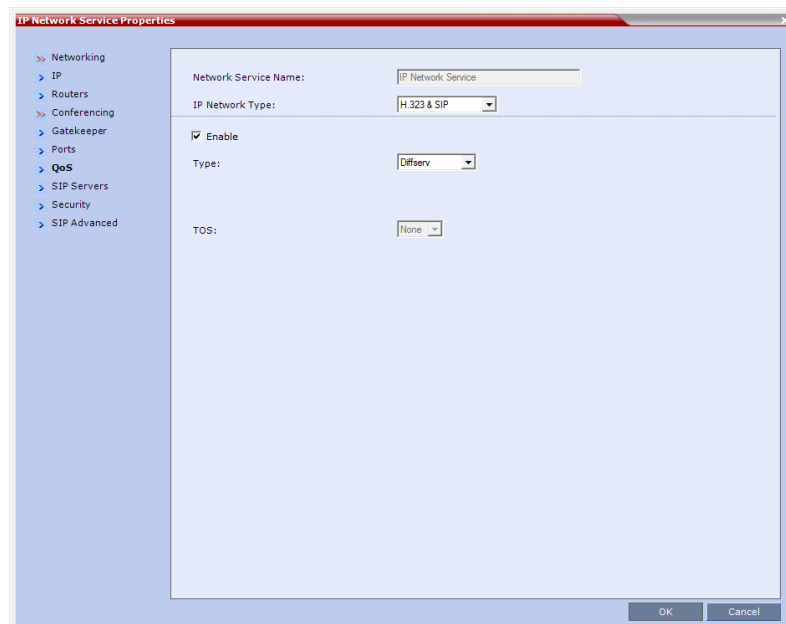 IP Network Service Properties
Networking
IP
Routers
Conferencing
Gatekeeper
Ports
QoS
SIP Servers
Security
SIP Advanced
Network Service Name: IP Network Service
IP Network Type: H.323 & SIP
Enable
Type: Diffserv
TOS: None
OK Cancel